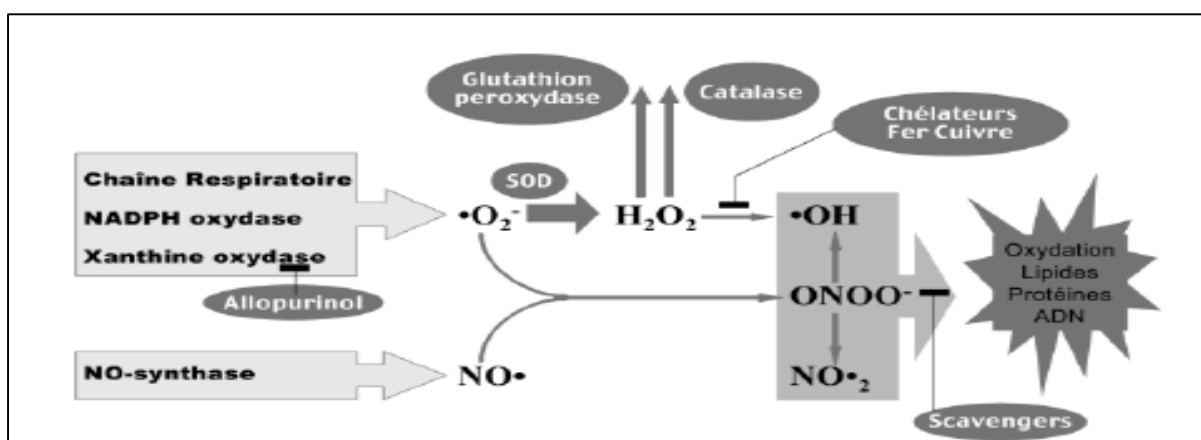 Glutathion
peroxydase
Catalase
Chélateurs
Fer Cuivre
Chaîne Respiratoire
NADPH oxydase
Xanthine oxydase
Allopurinol
SOD
•O₂⁻
H₂O₂
•OH
ONOO⁻
NO•₂
Oxydation
Lipides
Protéines
ADN
NO-synthase
NO•
Scavengers